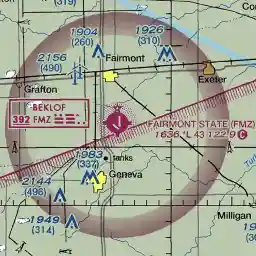 1904
(260)
1926
(310)
2156
(490)
Fairmont
Grafton
Exeter
BEKLOF
392 FMZ
FAIRMONT STATE (FMZ)
1636 *L 43 122.9 C
1983
(337)
tanks
Geneva
2144
(496)
1949
(314)
Milligan